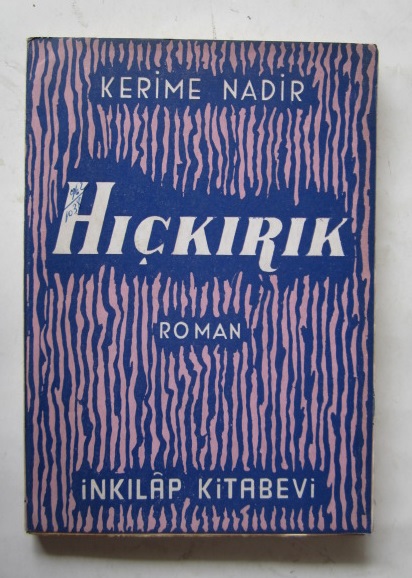 KERİME NADİR
HIÇKIRIK
ROMAN
İNKILÂP KİTABEVİ